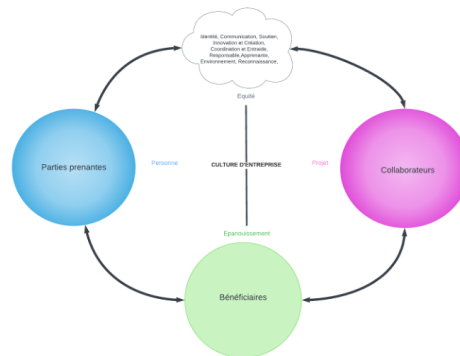 Identité, Communication, Soutien,
Innovation et Création,
Coordination et Entraide,
Responsable,Apprenante,
Environnement, Reconnaissance,
Equité
Parties prenantes
Personne
CULTURE D'ENTREPRISE
Projet
Collaborateurs
Epanouissement
Bénéficiaires